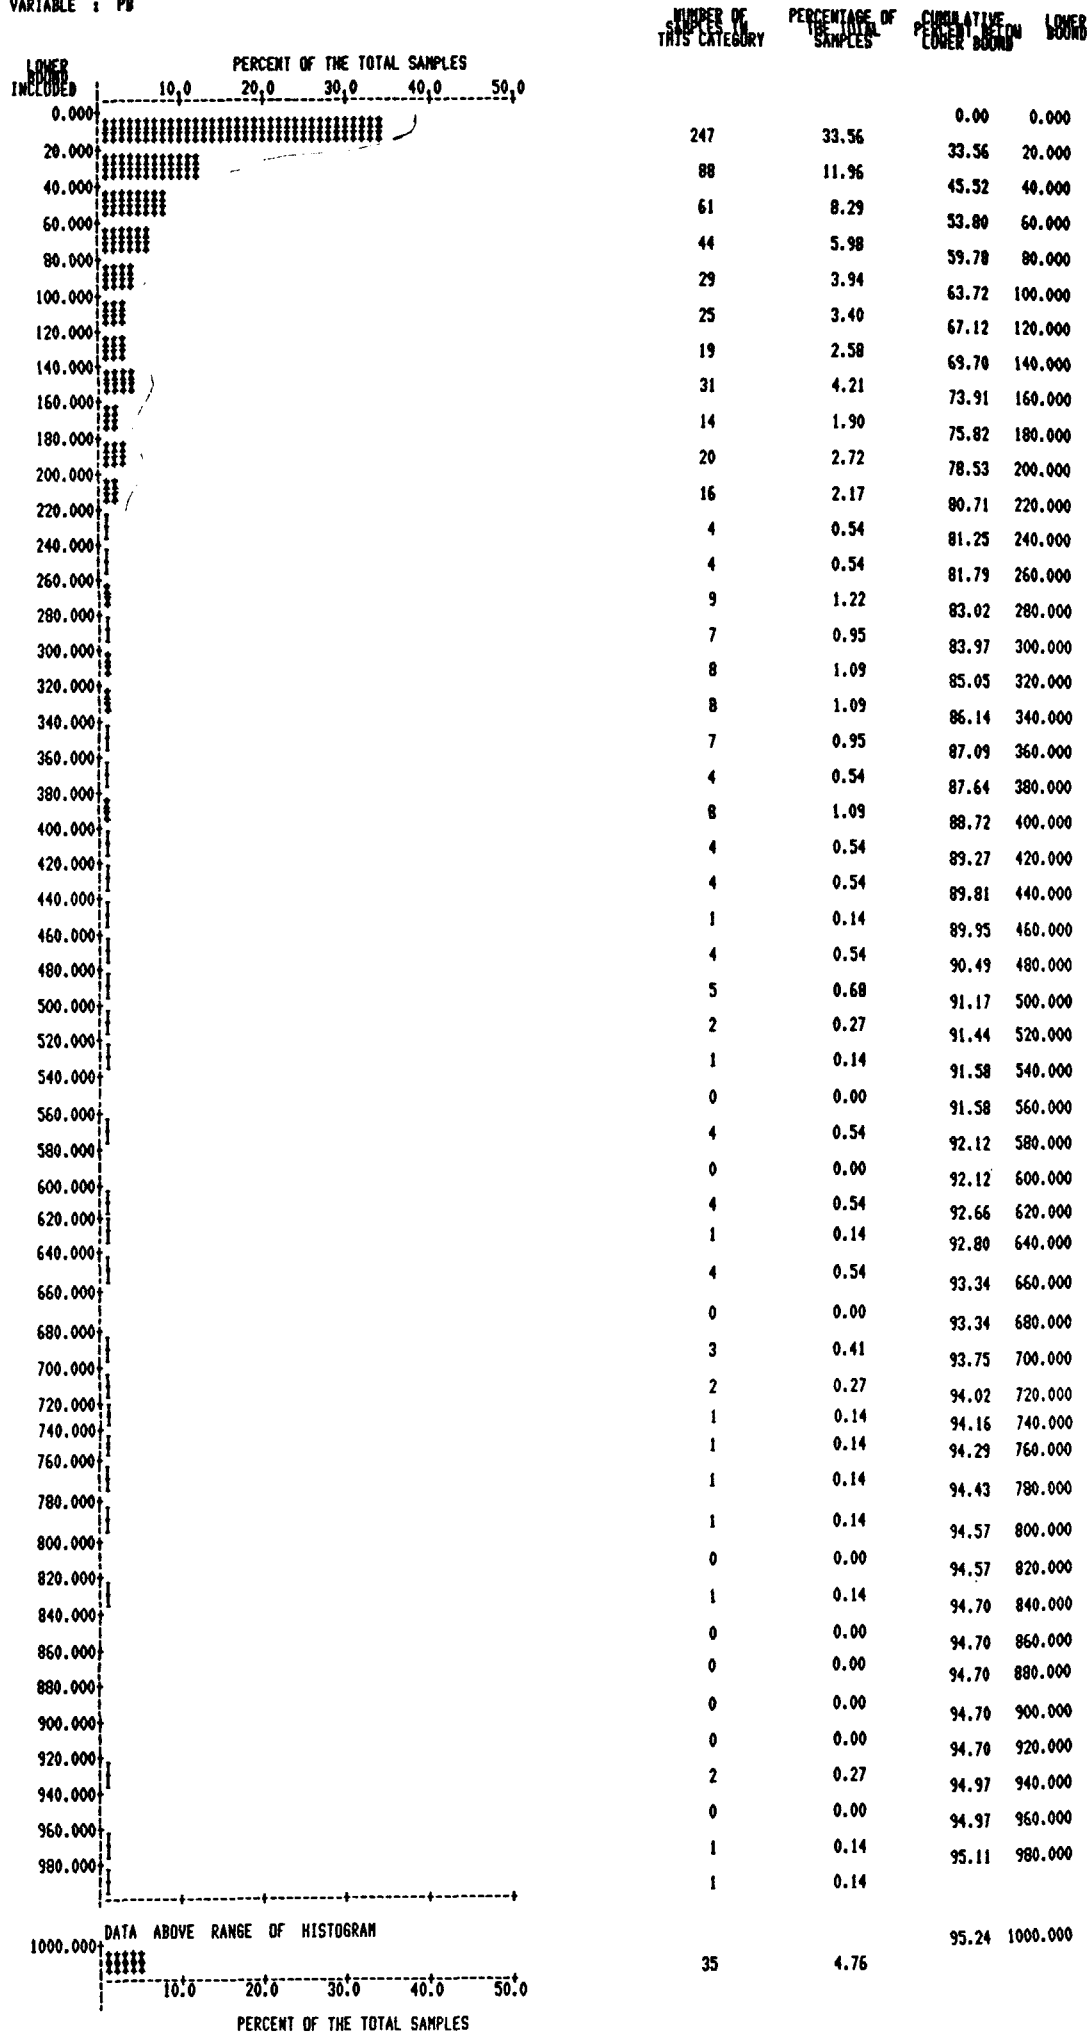 VARIABLE : PB
NUMBER OF SAMPLES IN THIS CATEGORY PERCENTAGE OF THE TOTAL SAMPLES CUMULATIVE PERCENT BELOW LOWER BOUND LOWER BOUND
LOWER BOUND INCLUDED PERCENT OF THE TOTAL SAMPLES
10.0 20.0 30.0 40.0 50.0
0.000 0.00 0.000
247 33.56
20.000 33.56 20.000
88 11.96
40.000 45.52 40.000
61 8.29
60.000 53.80 60.000
44 5.98
80.000 59.78 80.000
29 3.94
100.000 63.72 100.000
25 3.40
120.000 67.12 120.000
19 2.58
140.000 69.70 140.000
31 4.21
160.000 73.91 160.000
14 1.90
180.000 75.82 180.000
20 2.72
200.000 78.53 200.000
16 2.17
220.000 80.71 220.000
4 0.54
240.000 81.25 240.000
4 0.54
260.000 81.79 260.000
9 1.22
280.000 83.02 280.000
7 0.95
300.000 83.97 300.000
8 1.09
320.000 85.05 320.000
8 1.09
340.000 86.14 340.000
7 0.95
360.000 87.09 360.000
4 0.54
380.000 87.64 380.000
8 1.09
400.000 88.72 400.000
4 0.54
420.000 89.27 420.000
4 0.54
440.000 89.81 440.000
1 0.14
460.000 89.95 460.000
4 0.54
480.000 90.49 480.000
5 0.68
500.000 91.17 500.000
2 0.27
520.000 91.44 520.000
1 0.14
540.000 91.58 540.000
0 0.00
560.000 91.58 560.000
4 0.54
580.000 92.12 580.000
0 0.00
600.000 92.12 600.000
4 0.54
620.000 92.66 620.000
1 0.14
640.000 92.80 640.000
4 0.54
660.000 93.34 660.000
0 0.00
680.000 93.34 680.000
3 0.41
700.000 93.75 700.000
2 0.27
720.000 94.02 720.000
1 0.14
740.000 94.16 740.000
1 0.14
760.000 94.29 760.000
1 0.14
780.000 94.43 780.000
1 0.14
800.000 94.57 800.000
0 0.00
820.000 94.57 820.000
1 0.14
840.000 94.70 840.000
0 0.00
860.000 94.70 860.000
0 0.00
880.000 94.70 880.000
0 0.00
900.000 94.70 900.000
0 0.00
920.000 94.70 920.000
2 0.27
940.000 94.97 940.000
0 0.00
960.000 94.97 960.000
1 0.14
980.000 95.11 980.000
1 0.14
DATA ABOVE RANGE OF HISTOGRAM
1000.000 95.24 1000.000
35 4.76
10.0 20.0 30.0 40.0 50.0
PERCENT OF THE TOTAL SAMPLES